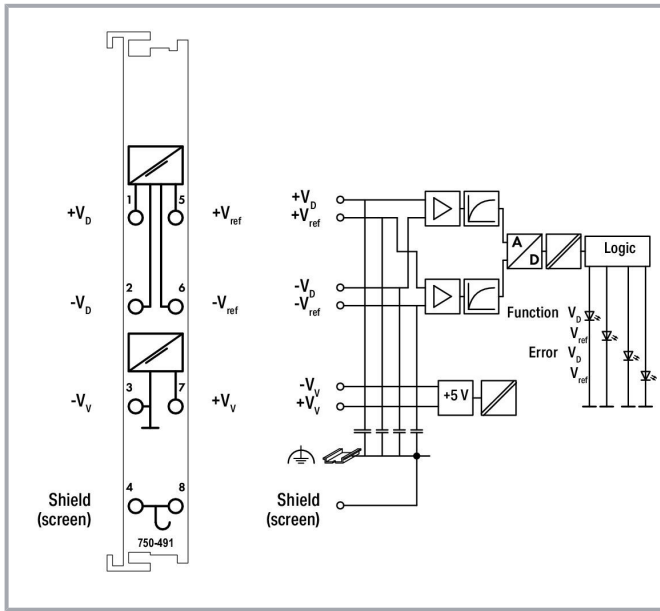 1 5
+VD +Vref
2 6
-VD -Vref
3 7
-VV +VV
4 8
Shield
(screen)
750-491
+VD
+Vref
-VD
-Vref
-VV
+VV
+5 V
Shield
(screen)
A
D
Logic
Function VD
Vref
Error VD
Vref